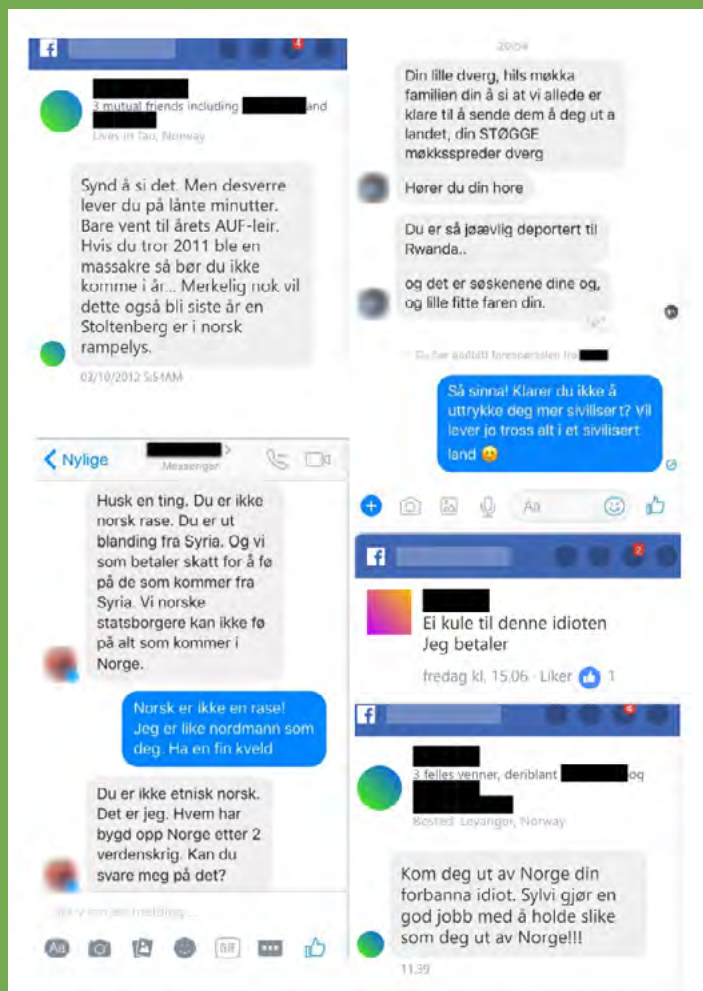 4
3 mutual friends including and
Lives in Tau, Norway
Synd å si det. Men desverre
lever du på lånte minutter.
Bare vent til årets AUF-leir.
Hvis du tror 2011 ble en
massakre så bør du ikke
komme i år... Merkelig nok vil
dette også bli siste år en
Stoltenberg er i norsk
rampelys.
03/10/2012 5:54AM
Nylige
Messenger
Husk en ting. Du er ikke
norsk rase. Du er ut
blanding fra Syria. Og vi
som betaler skatt for å fø
på de som kommer fra
Syria. Vi norske
statsborgere kan ikke fø
på alt som kommer i
Norge.
Norsk er ikke en rase!
Jeg er like nordmann som
deg. Ha en fin kveld
Du er ikke etnisk norsk.
Det er jeg. Hvem har
bygd opp Norge etter 2
verdenskrig. Kan du
svare meg på det?
Aa
GIF
Din lille dverg, hils møkka
familien din å si at vi allede er
klare til å sende dem å deg ut a
landet, din STØGGE
møkksspreder dverg
Hører du din hore
Du er så jøævlig deportert til
Rwanda..
og det er søskenene dine og,
og lille fitte faren din.
Du har godtatt forespørselen fra
Så sinna! Klarer du ikke å
uttrykke deg mer sivilisert? Vil
lever jo tross alt i et sivilisert
land
Aa
2
Ei kule til denne idioten
Jeg betaler
fredag kl. 15.06 · Liker 1
3 felles venner, deriblant og
Bosted Leyanger, Norway
Kom deg ut av Norge din
forbanna idiot. Sylvi gjør en
god jobb med å holde slike
som deg ut av Norge!!!
11.39